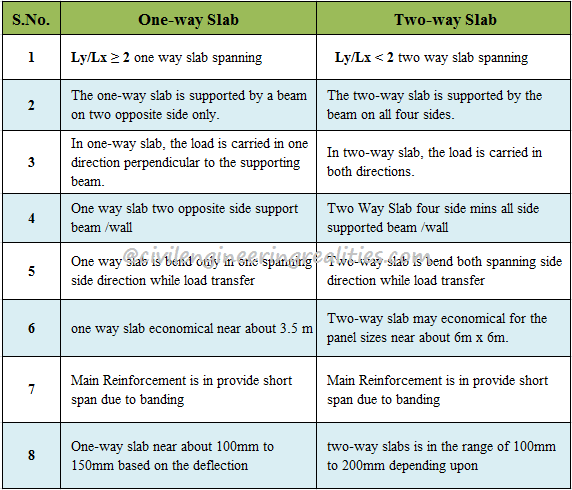 S.No. One-way Slab Two-way Slab
1 Ly/Lx ≥ 2 one way slab spanning Ly/Lx < 2 two way slab spanning
2 The one-way slab is supported by a beam
on two opposite side only.
The two-way slab is supported by the
beam on all four sides.
3 In one-way slab, the load is carried in one
direction perpendicular to the supporting
beam.
In two-way slab, the load is carried in
both directions.
4 One way slab two opposite side support
beam /wall
Two Way Slab four side mins all side
supported beam /wall
@civilengineeringrealities.com
5 One way slab is bend only in one spanning
side direction while load transfer
Two-way slab is bend both spanning side
direction while load transfer
6 one way slab economical near about 3.5 m
Two-way slab may economical for the
panel sizes near about 6m x 6m.
7 Main Reinforcement is in provide short
span due to banding
Main Reinforcement is in provide short
span due to banding
8 One-way slab near about 100mm to
150mm based on the deflection
two-way slabs is in the range of 100mm
to 200mm depending upon